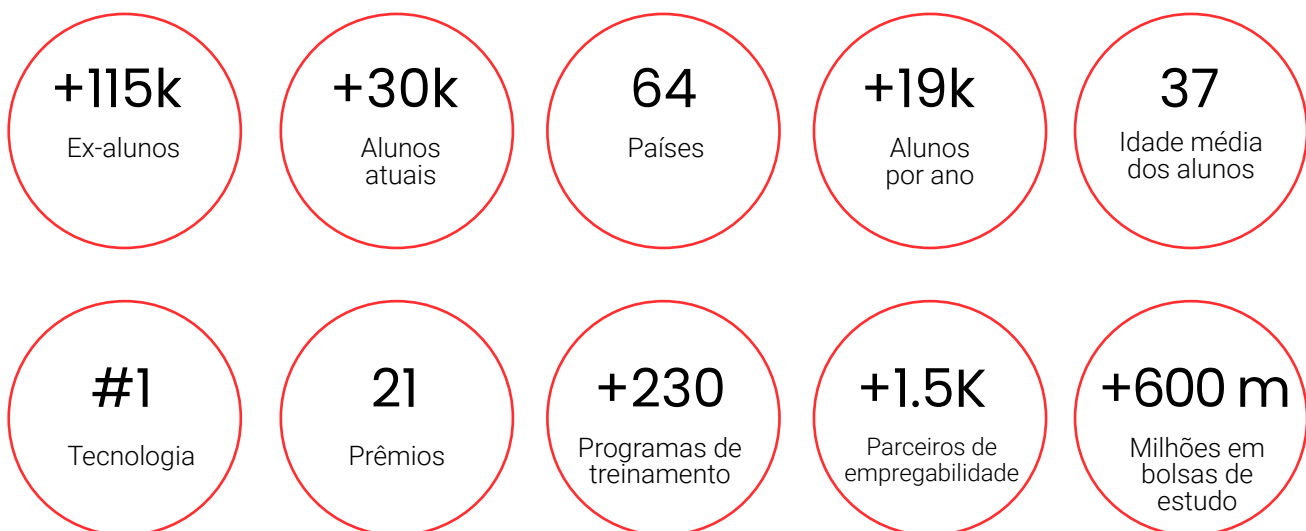 +115k
Ex-alunos
+30k
Alunos
atuais
64
Países
+19k
Alunos
por ano
37
Idade média
dos alunos
#1
Tecnologia
21
Prêmios
+230
Programas de
treinamento
+1.5K
Parceiros de
empregabilidade
+600 m
Milhões em
bolsas de
estudo